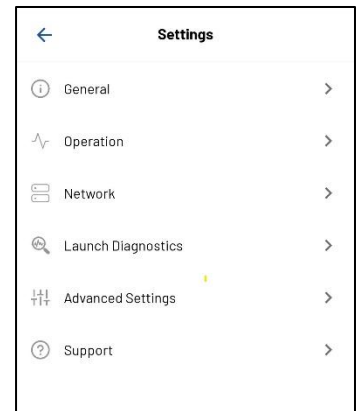 Settings
General
Operation
Network
Launch Diagnostics
Advanced Settings
Support